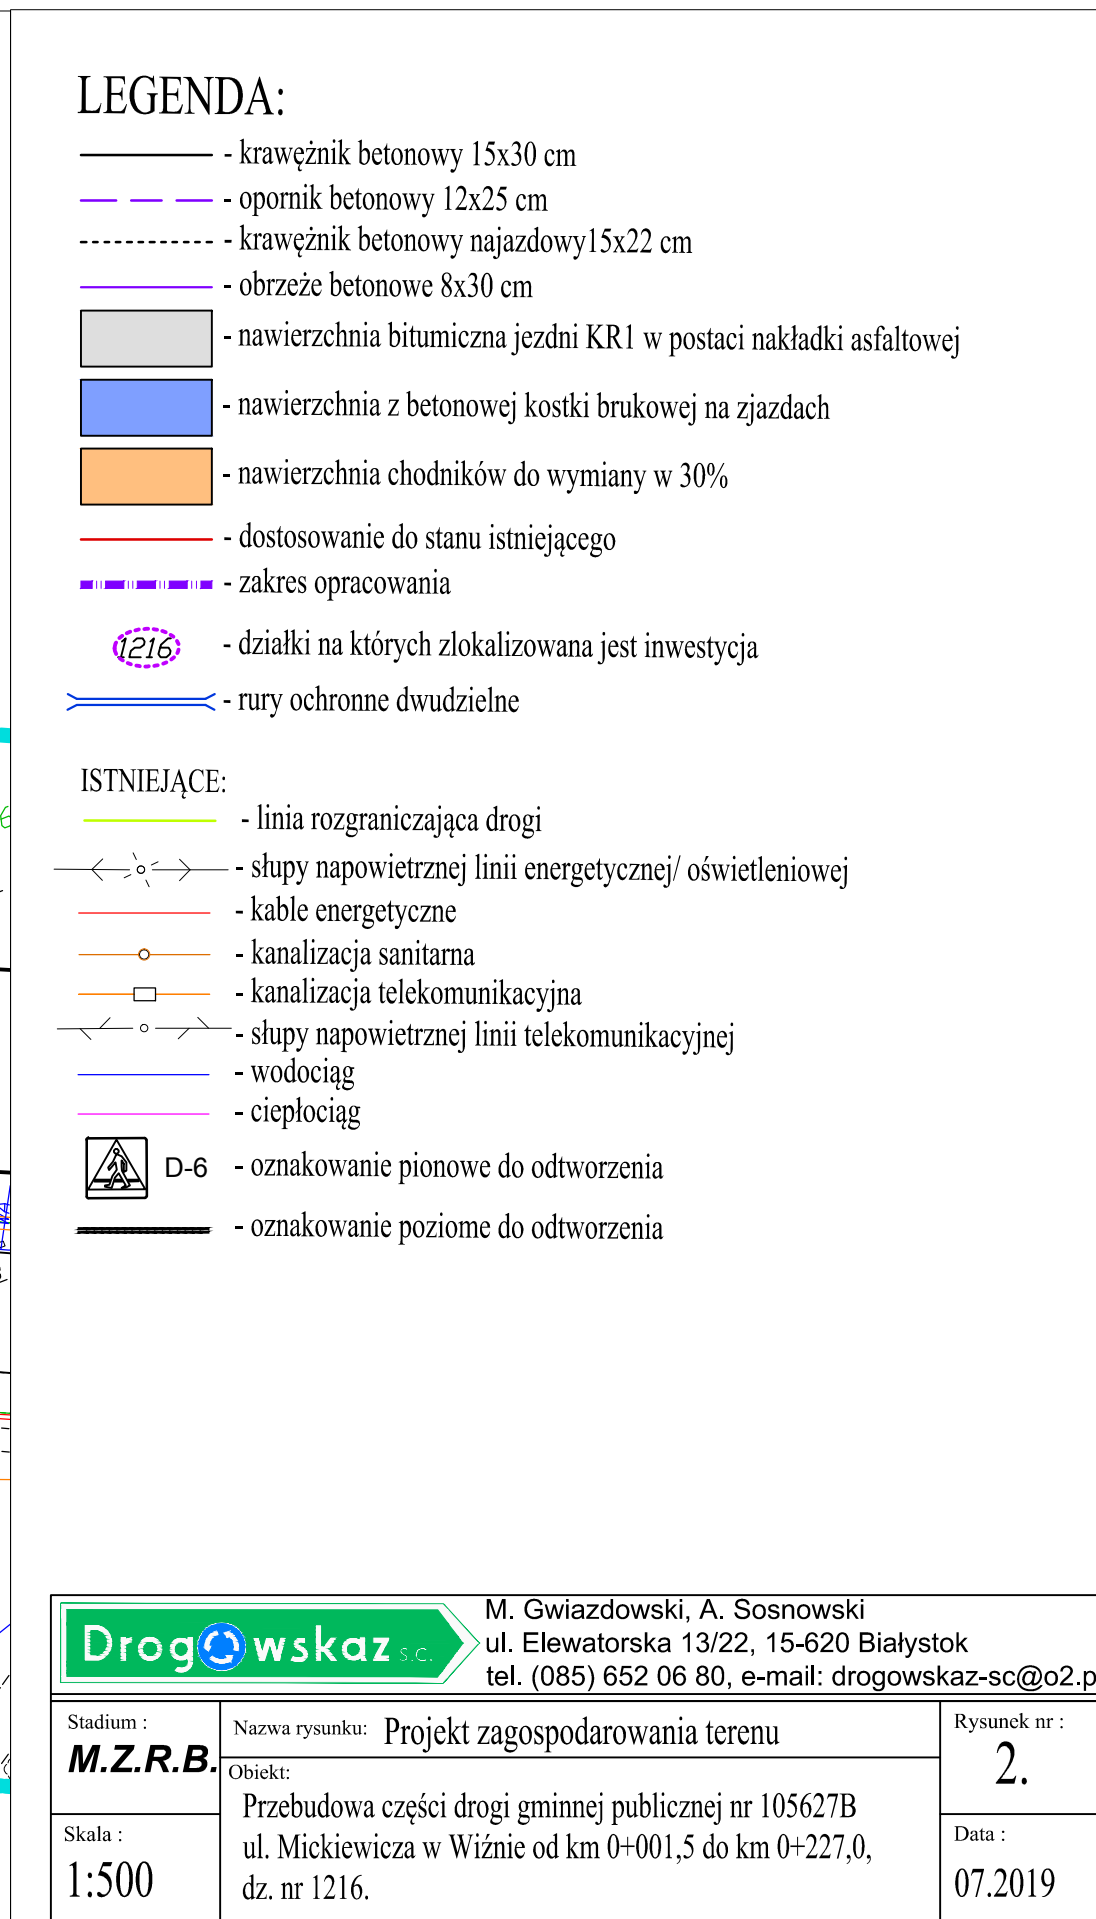 LEGENDA:
- krawężnik betonowy 15x30 cm
- opornik betonowy 12x25 cm
- krawężnik betonowy najazdowy15x22 cm
- obrzeże betonowe 8x30 cm
- nawierzchnia bitumiczna jezdni KR1 w postaci nakładki asfaltowej
- nawierzchnia z betonowej kostki brukowej na zjazdach
- nawierzchnia chodników do wymiany w 30%
- dostosowanie do stanu istniejącego
- zakres opracowania
1216 - działki na których zlokalizowana jest inwestycja
- rury ochronne dwudzielne
ISTNIEJĄCE:
- linia rozgraniczająca drogi
- słupy napowietrznej linii energetycznej/ oświetleniowej
- kable energetyczne
- kanalizacja sanitarna
- kanalizacja telekomunikacyjna
- słupy napowietrznej linii telekomunikacyjnej
- wodociąg
- ciepłociąg
D-6 - oznakowanie pionowe do odtworzenia
- oznakowanie poziome do odtworzenia
Drogowskaz s.c.
M. Gwiazdowski, A. Sosnowski
ul. Elewatorska 13/22, 15-620 Białystok
tel. (085) 652 06 80, e-mail: drogowskaz-sc@o2.p
Stadium :
M.Z.R.B.
Nazwa rysunku: Projekt zagospodarowania terenu
Rysunek nr :
2.
Obiekt:
Przebudowa części drogi gminnej publicznej nr 105627B
ul. Mickiewicza w Wiźnie od km 0+001,5 do km 0+227,0,
dz. nr 1216.
Skala :
1:500
Data :
07.2019